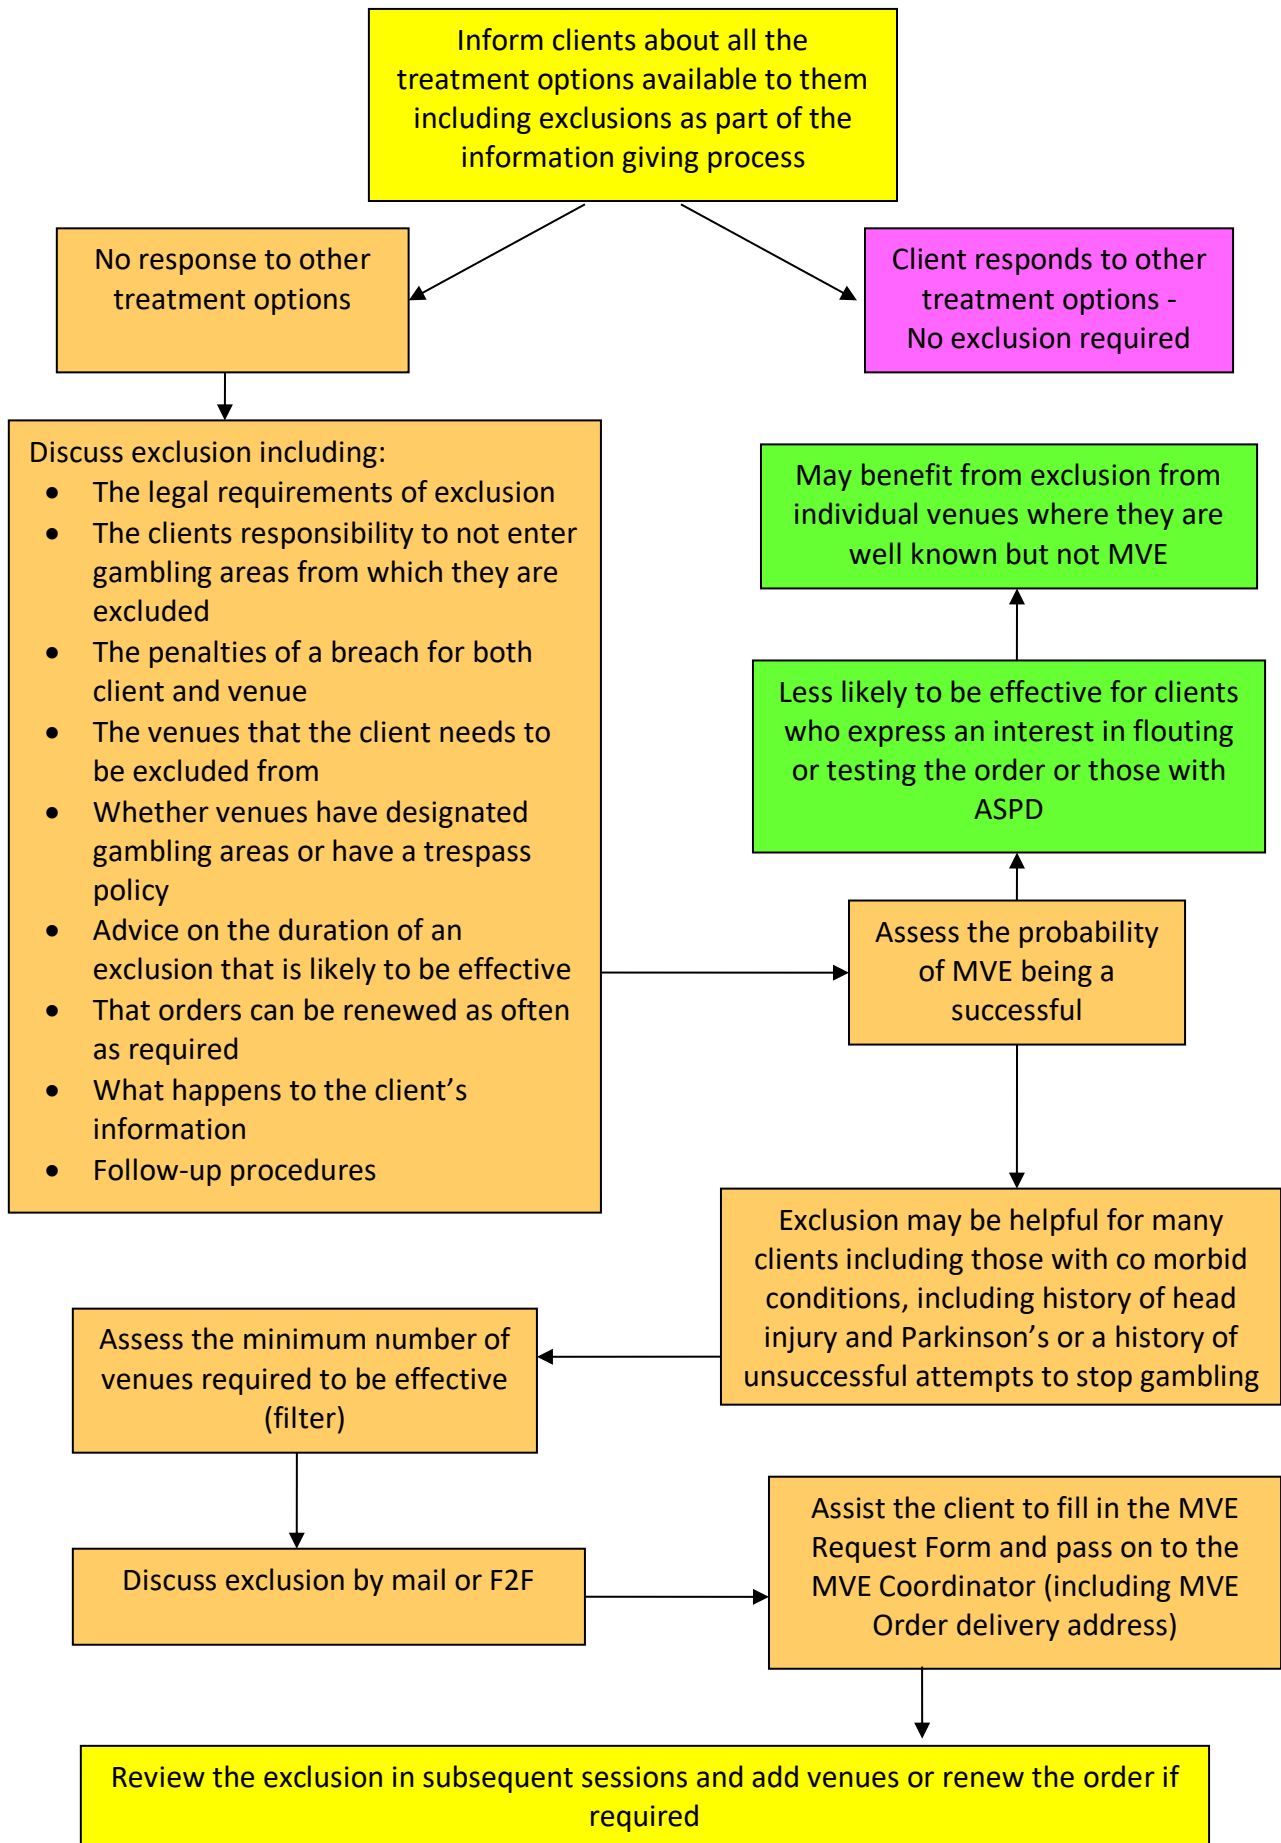 Inform clients about all the
treatment options available to them
including exclusions as part of the
information giving process
No response to other
treatment options
Client responds to other
treatment options -
No exclusion required
Discuss exclusion including:
• The legal requirements of exclusion
• The clients responsibility to not enter
gambling areas from which they are
excluded
• The penalties of a breach for both
client and venue
• The venues that the client needs to
be excluded from
• Whether venues have designated
gambling areas or have a trespass
policy
• Advice on the duration of an
exclusion that is likely to be effective
• That orders can be renewed as often
as required
• What happens to the client’s
information
• Follow-up procedures
May benefit from exclusion from
individual venues where they are
well known but not MVE
Less likely to be effective for clients
who express an interest in flouting
or testing the order or those with
ASPD
Assess the probability
of MVE being a
successful
Exclusion may be helpful for many
clients including those with co morbid
conditions, including history of head
injury and Parkinson’s or a history of
unsuccessful attempts to stop gambling
Assess the minimum number of
venues required to be effective
(filter)
Discuss exclusion by mail or F2F
Assist the client to fill in the MVE
Request Form and pass on to the
MVE Coordinator (including MVE
Order delivery address)
Review the exclusion in subsequent sessions and add venues or renew the order if
required